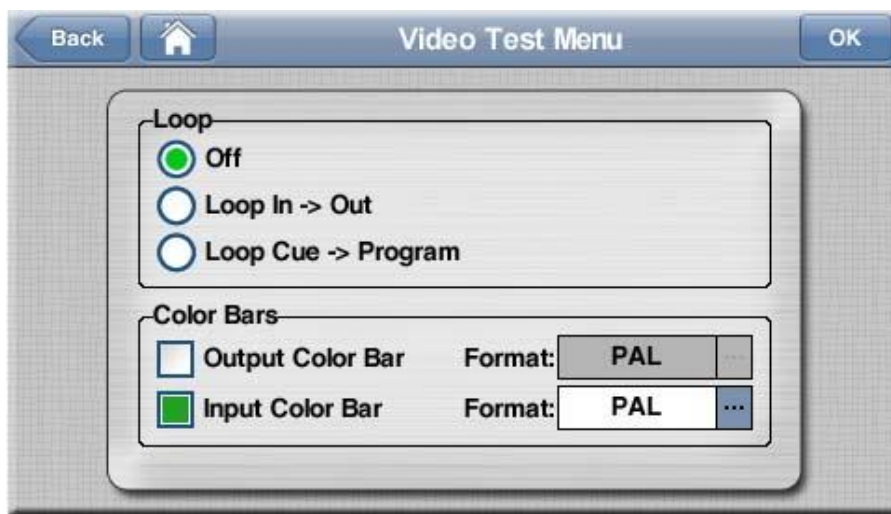 Back Video Test Menu OK
Loop
Off
Loop In -> Out
Loop Cue -> Program
Color Bars
Output Color Bar Format: PAL ...
Input Color Bar Format: PAL ...